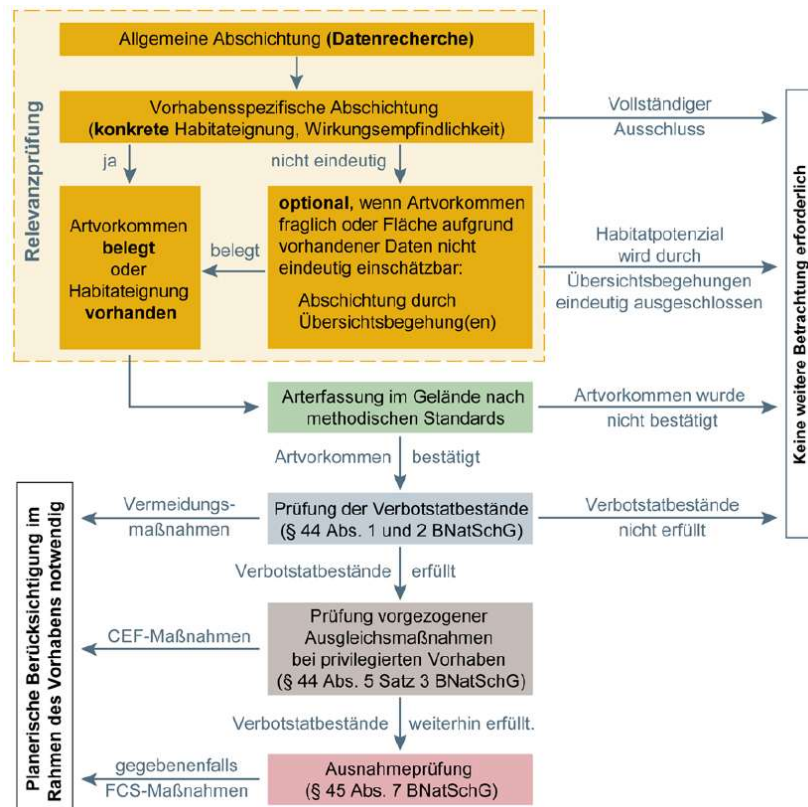 Allgemeine Abschichtung (Datenrecherche)
Relevanzprüfung
Vorhabensspezifische Abschichtung
(konkrete Habitateignung, Wirkungsempfindlichkeit)
Vollständiger
Ausschluss
ja
nicht eindeutig
Artvorkommen
belegt
oder
Habitateignung
vorhanden
belegt
optional, wenn Artvorkommen
fraglich oder Fläche aufgrund
vorhandener Daten nicht
eindeutig einschätzbar:
Abschichtung durch
Übersichtsbegehung(en)
Habitatpotenzial
wird durch
Übersichtsbegehungen
eindeutig ausgeschlossen
Keine weitere Betrachtung erforderlich
Arterfassung im Gelände nach
methodischen Standards
Artvorkommen wurde
nicht bestätigt
Artvorkommen bestätigt
Planerische Berücksichtigung im
Rahmen des Vorhabens notwendig
Vermeidungs-
maßnahmen
Prüfung der Verbotstatbestände
(§ 44 Abs. 1 und 2 BNatSchG)
Verbotstatbestände
nicht erfüllt
Verbotstatbestände erfüllt
CEF-Maßnahmen
Prüfung vorgezogener
Ausgleichsmaßnahmen
bei privilegierten Vorhaben
(§ 44 Abs. 5 Satz 3 BNatSchG)
Verbotstatbestände weiterhin erfüllt.
gegebenenfalls
FCS-Maßnahmen
Ausnahmeprüfung
(§ 45 Abs. 7 BNatSchG)